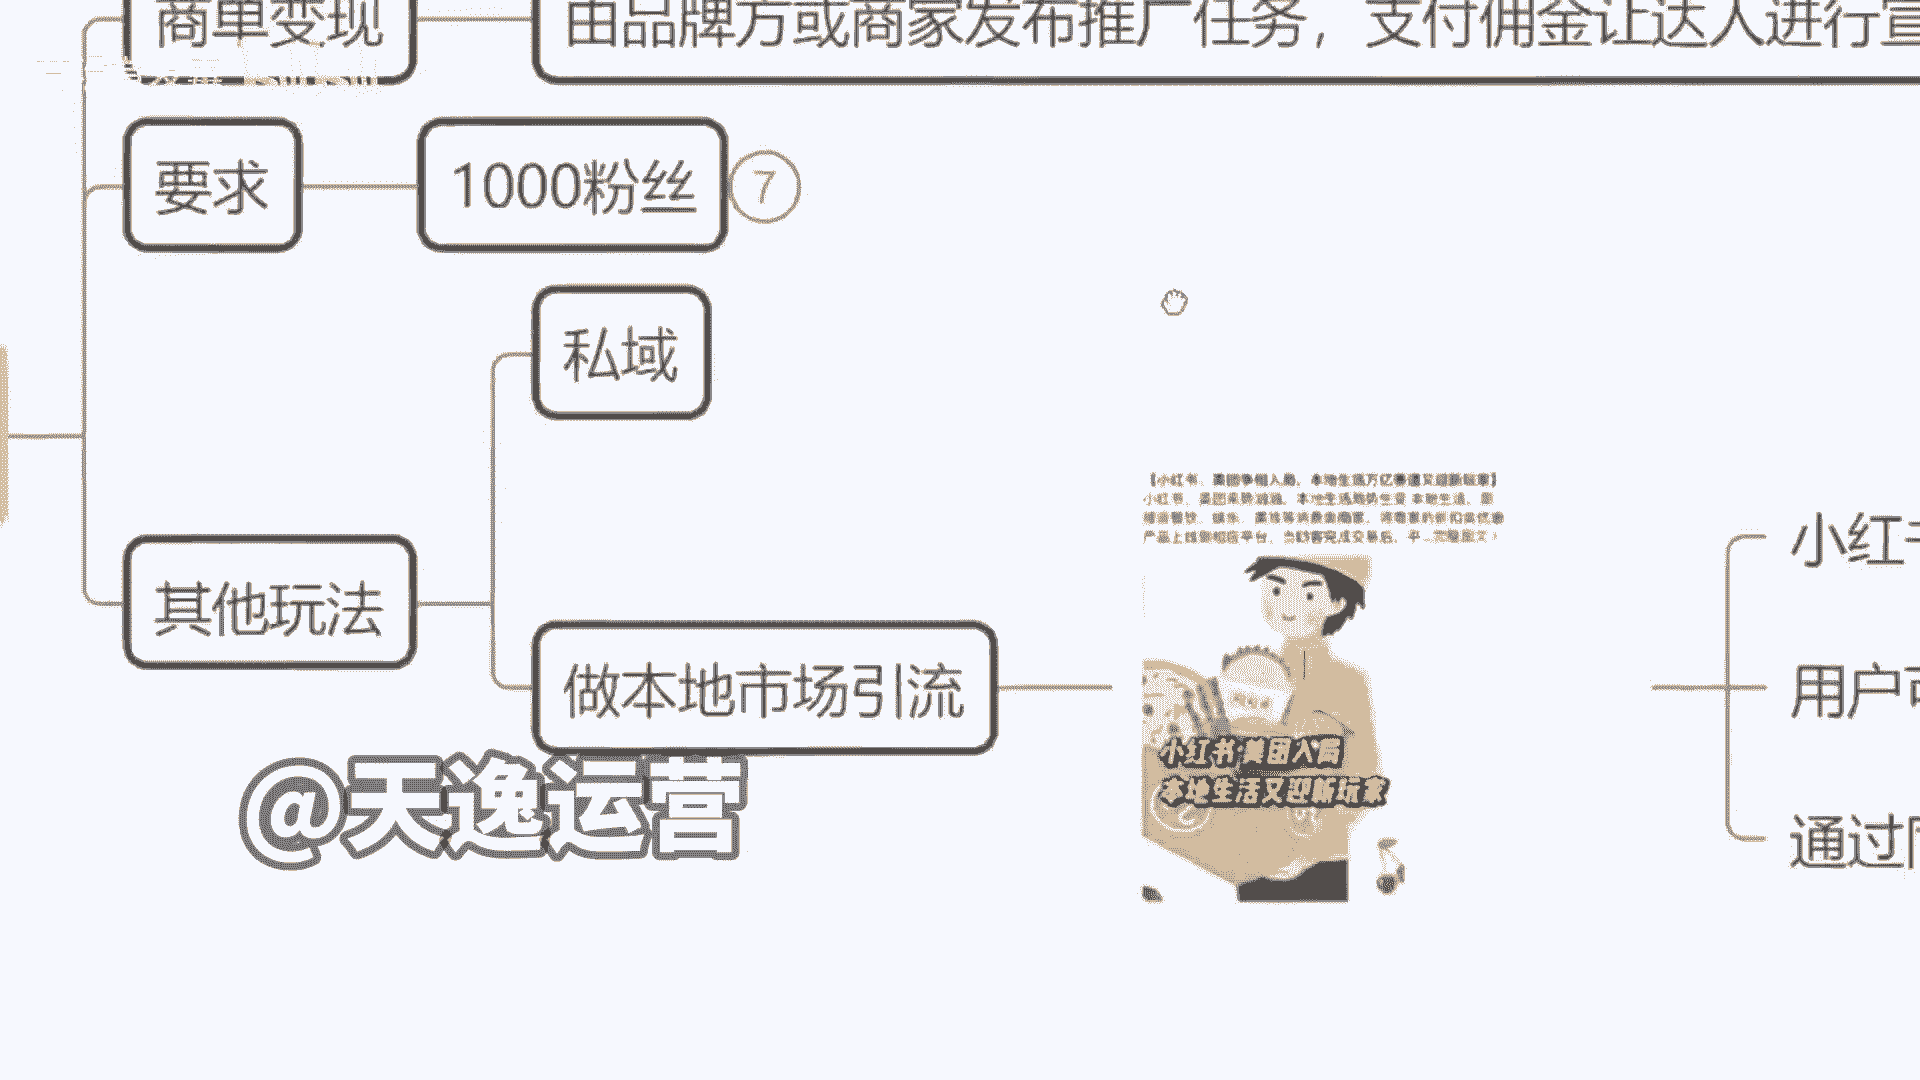 商单变现
由品牌方或商家发布推广任务，支付佣金让达人进行宣
要求
1000粉丝
7
私域
其他玩法
做本地市场引流
@天逸运营
【小红书、美团争相入局，本地生活万亿赛道又迎新玩家】
小红书·美团入局
本地生活又迎新玩家
小红书
用户可
通过